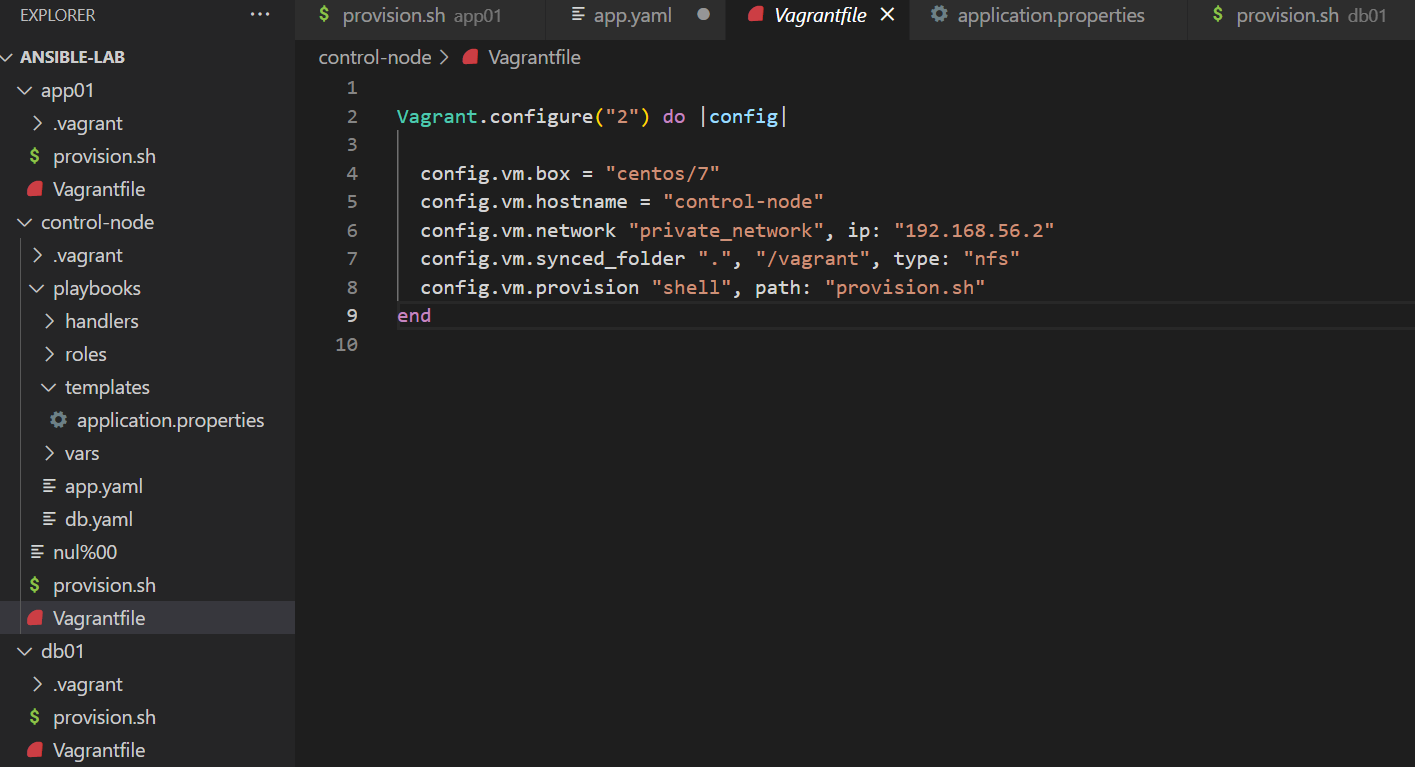 EXPLORER ···
ANSIBLE-LAB
app01
.vagrant
$ provision.sh
Vagrantfile
control-node
.vagrant
playbooks
handlers
roles
templates
application.properties
vars
app.yaml
db.yaml
nul%00
$ provision.sh
Vagrantfile
db01
.vagrant
$ provision.sh
Vagrantfile
$ provision.sh app01 app.yaml Vagrantfile application.properties $ provision.sh db01
control-node > Vagrantfile
1
2 Vagrant.configure("2") do |config|
3
4 config.vm.box = "centos/7"
5 config.vm.hostname = "control-node"
6 config.vm.network "private_network", ip: "192.168.56.2"
7 config.vm.synced_folder ".", "/vagrant", type: "nfs"
8 config.vm.provision "shell", path: "provision.sh"
9 end
10